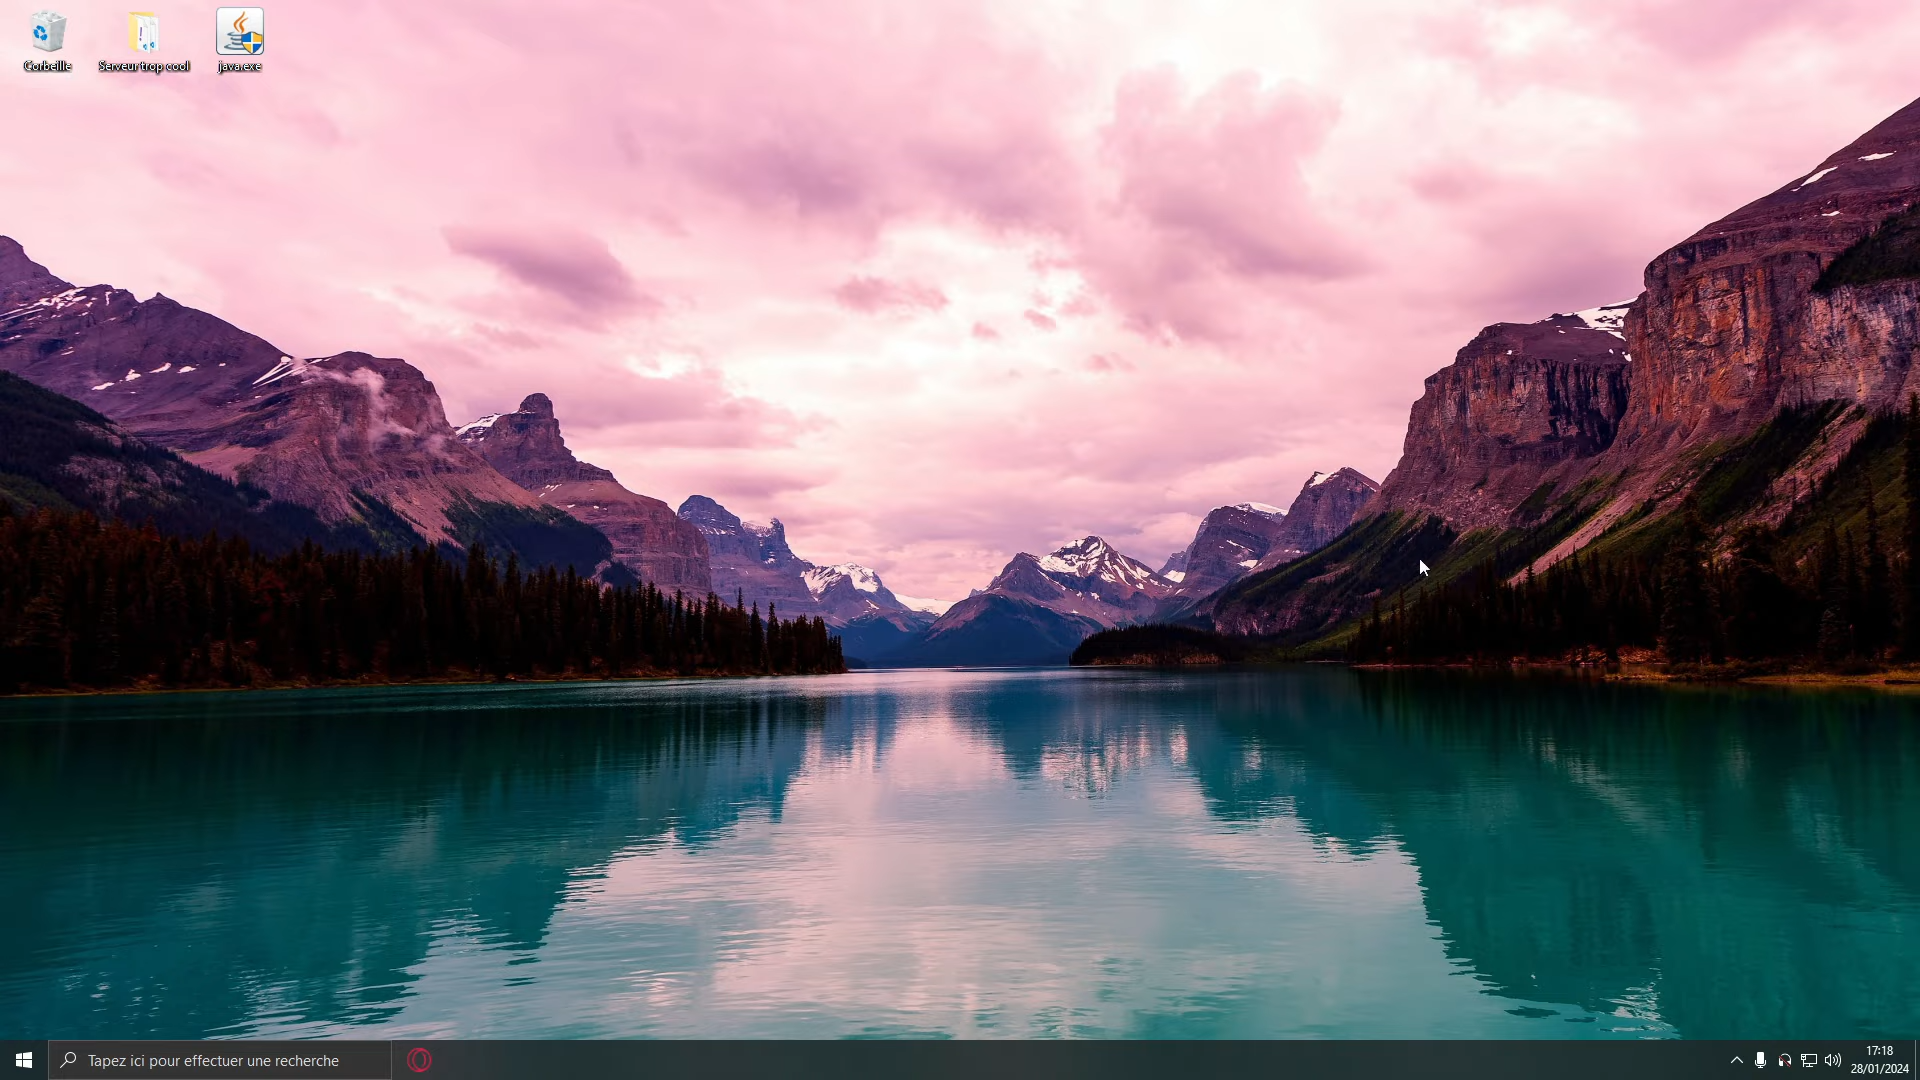 Corbeille
Serveur trop cool
java.exe
Tapez ici pour effectuer une recherche
17:18
28/01/2024